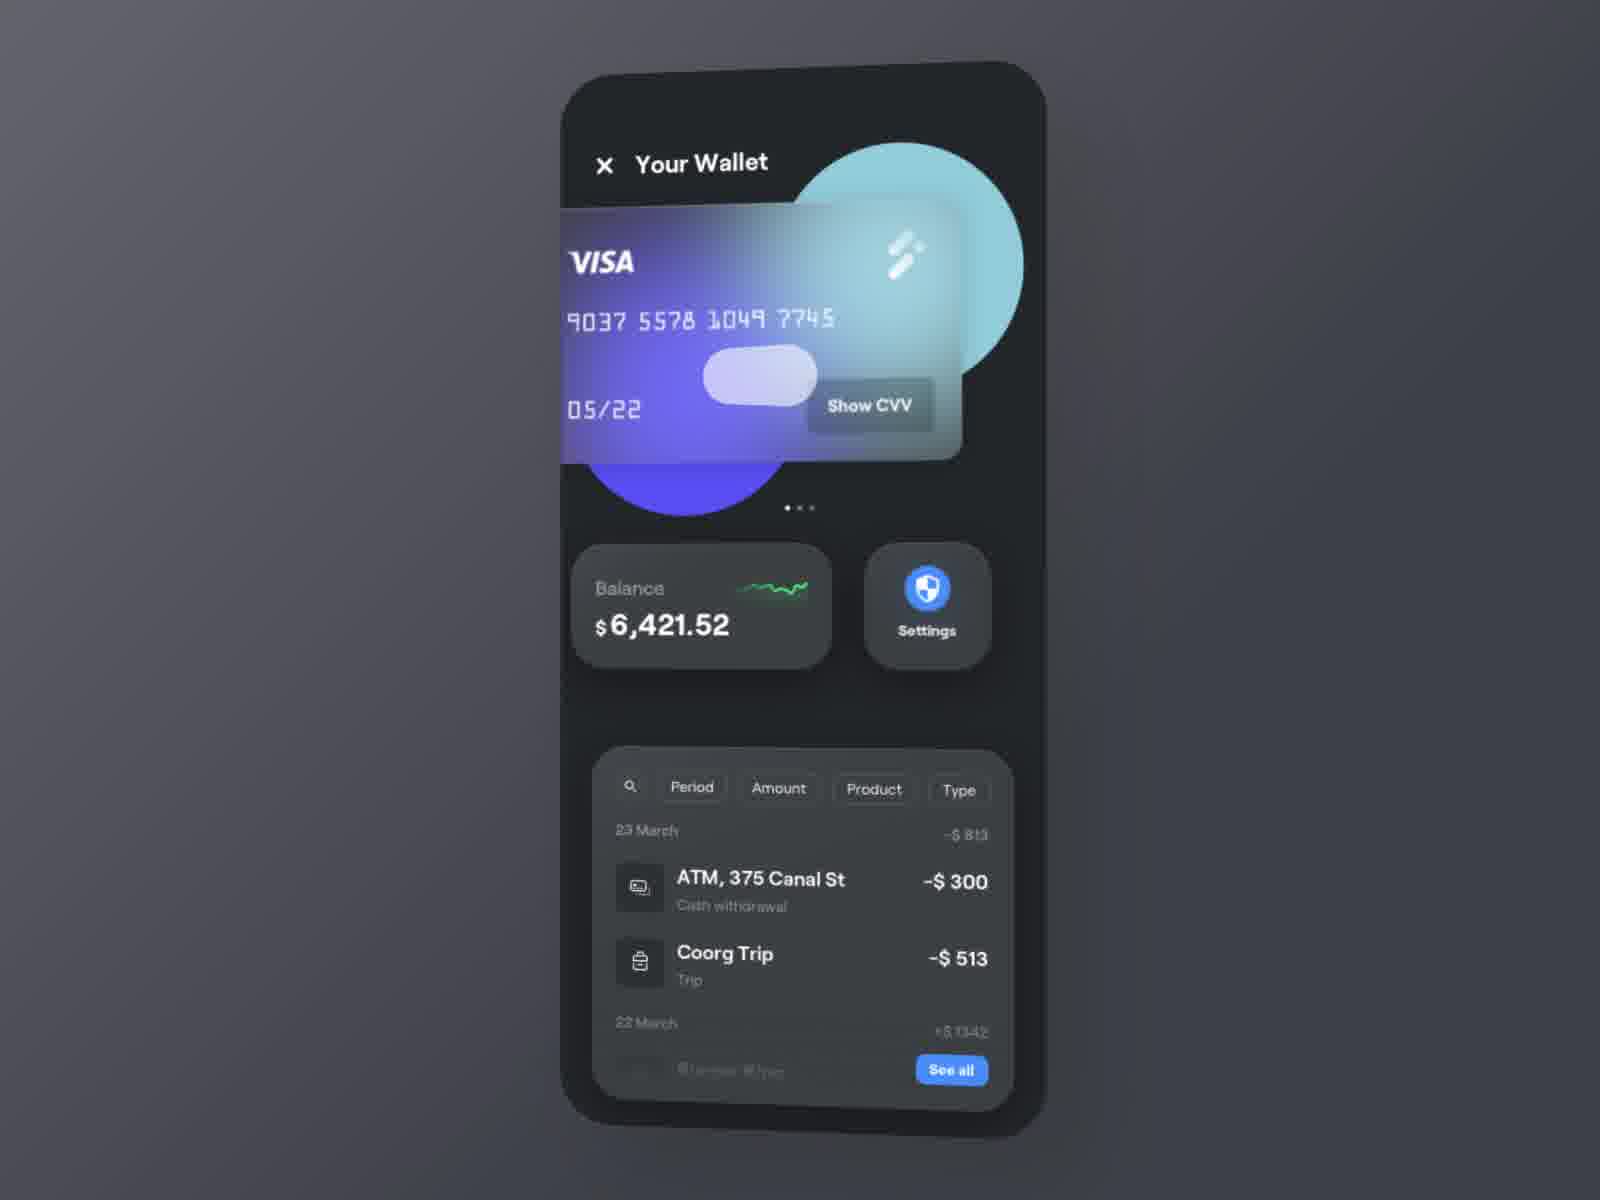 Your Wallet
VISA
9037 5578 1049 7745
05/22
Show CVV
Balance
$6,421.52
Settings
Period
Amount
Product
Type
23 March
-$ 813
ATM, 375 Canal St
-$ 300
Cash withdrawal
Coorg Trip
-$ 513
Trip
22 March
+$ 1342
See all